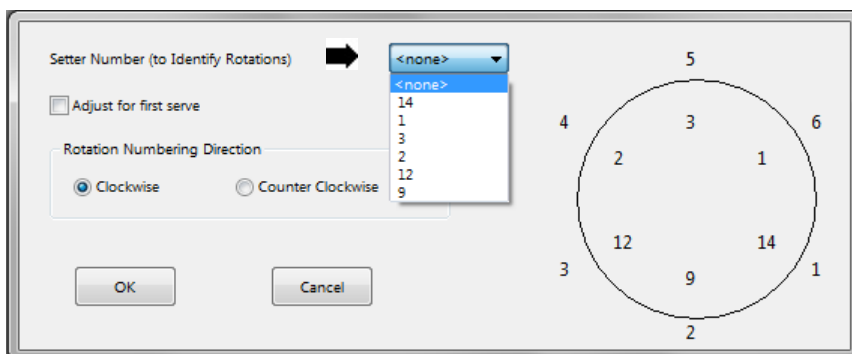 Setter Number (to Identify Rotations)
<none>
<none>
14
1
3
2
12
9
Adjust for first serve
Rotation Numbering Direction
Clockwise
Counter Clockwise
OK
Cancel
5
4
3
6
2
1
12
14
3
9
1
2